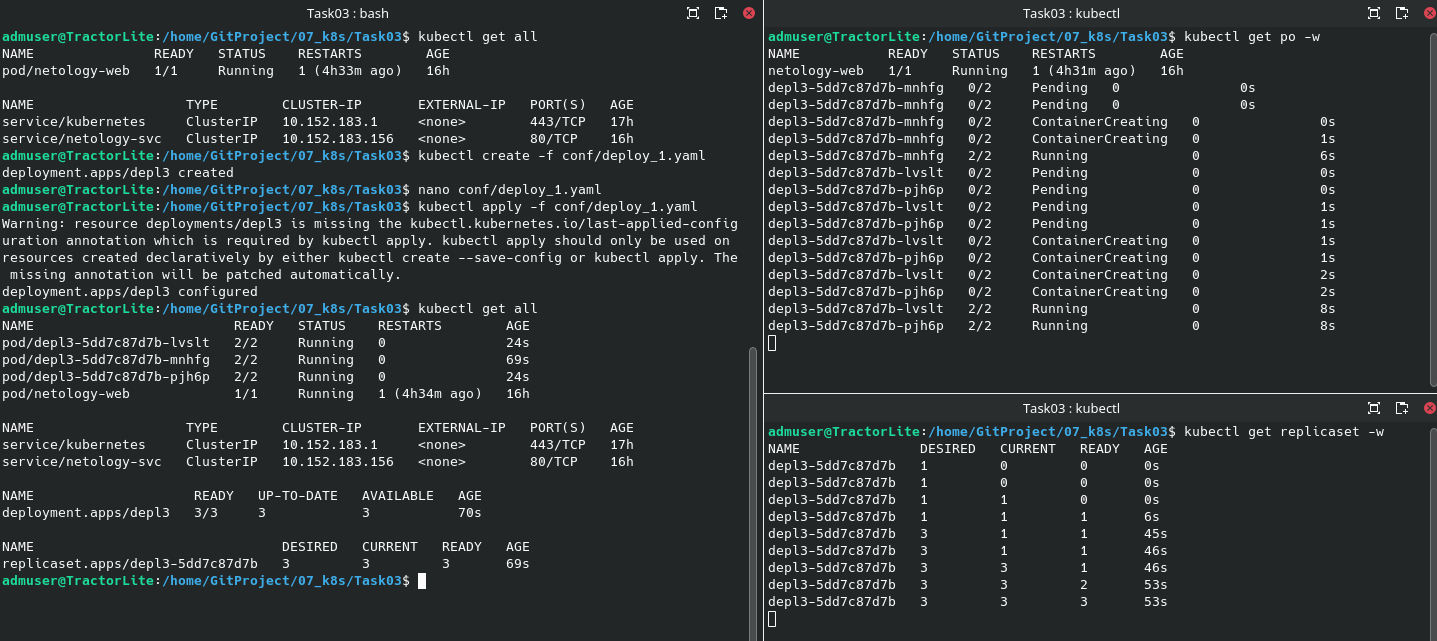 Task03 : bash
admuser@TractorLite:/home/GitProject/07_k8s/Task03$ kubectl get all
NAME               READY   STATUS    RESTARTS        AGE
pod/netology-web   1/1     Running   1 (4h33m ago)   16h

NAME                   TYPE        CLUSTER-IP       EXTERNAL-IP   PORT(S)   AGE
service/kubernetes     ClusterIP   10.152.183.1     <none>        443/TCP   17h
service/netology-svc   ClusterIP   10.152.183.156   <none>        80/TCP    16h
admuser@TractorLite:/home/GitProject/07_k8s/Task03$ kubectl create -f conf/deploy_1.yaml
deployment.apps/depl3 created
admuser@TractorLite:/home/GitProject/07_k8s/Task03$ nano conf/deploy_1.yaml
admuser@TractorLite:/home/GitProject/07_k8s/Task03$ kubectl apply -f conf/deploy_1.yaml
Warning: resource deployments/depl3 is missing the kubectl.kubernetes.io/last-applied-config
uration annotation which is required by kubectl apply. kubectl apply should only be used on
resources created declaratively by either kubectl create --save-config or kubectl apply. The
 missing annotation will be patched automatically.
deployment.apps/depl3 configured
admuser@TractorLite:/home/GitProject/07_k8s/Task03$ kubectl get all
NAME                         READY   STATUS    RESTARTS        AGE
pod/depl3-5dd7c87d7b-lvslt   2/2     Running   0               24s
pod/depl3-5dd7c87d7b-mnhfg   2/2     Running   0               69s
pod/depl3-5dd7c87d7b-pjh6p   2/2     Running   0               24s
pod/netology-web             1/1     Running   1 (4h34m ago)   16h

NAME                   TYPE        CLUSTER-IP       EXTERNAL-IP   PORT(S)   AGE
service/kubernetes     ClusterIP   10.152.183.1     <none>        443/TCP   17h
service/netology-svc   ClusterIP   10.152.183.156   <none>        80/TCP    16h

NAME                    READY   UP-TO-DATE   AVAILABLE   AGE
deployment.apps/depl3   3/3     3            3           70s

NAME                               DESIRED   CURRENT   READY   AGE
replicaset.apps/depl3-5dd7c87d7b   3         3         3       69s
admuser@TractorLite:/home/GitProject/07_k8s/Task03$
Task03 : kubectl
admuser@TractorLite:/home/GitProject/07_k8s/Task03$ kubectl get po -w
NAME           READY   STATUS    RESTARTS        AGE
netology-web   1/1     Running   1 (4h31m ago)   16h
depl3-5dd7c87d7b-mnhfg   0/2     Pending   0               0s
depl3-5dd7c87d7b-mnhfg   0/2     Pending   0               0s
depl3-5dd7c87d7b-mnhfg   0/2     ContainerCreating   0               0s
depl3-5dd7c87d7b-mnhfg   0/2     ContainerCreating   0               1s
depl3-5dd7c87d7b-mnhfg   2/2     Running             0               6s
depl3-5dd7c87d7b-lvslt   0/2     Pending             0               0s
depl3-5dd7c87d7b-pjh6p   0/2     Pending             0               0s
depl3-5dd7c87d7b-lvslt   0/2     Pending             0               1s
depl3-5dd7c87d7b-pjh6p   0/2     Pending             0               1s
depl3-5dd7c87d7b-lvslt   0/2     ContainerCreating   0               1s
depl3-5dd7c87d7b-pjh6p   0/2     ContainerCreating   0               1s
depl3-5dd7c87d7b-lvslt   0/2     ContainerCreating   0               2s
depl3-5dd7c87d7b-pjh6p   0/2     ContainerCreating   0               2s
depl3-5dd7c87d7b-lvslt   2/2     Running             0               8s
depl3-5dd7c87d7b-pjh6p   2/2     Running             0               8s
Task03 : kubectl
admuser@TractorLite:/home/GitProject/07_k8s/Task03$ kubectl get replicaset -w
NAME               DESIRED   CURRENT   READY   AGE
depl3-5dd7c87d7b   1         0         0       0s
depl3-5dd7c87d7b   1         0         0       0s
depl3-5dd7c87d7b   1         1         0       0s
depl3-5dd7c87d7b   1         1         1       6s
depl3-5dd7c87d7b   3         1         1       45s
depl3-5dd7c87d7b   3         1         1       46s
depl3-5dd7c87d7b   3         3         1       46s
depl3-5dd7c87d7b   3         3         2       53s
depl3-5dd7c87d7b   3         3         3       53s